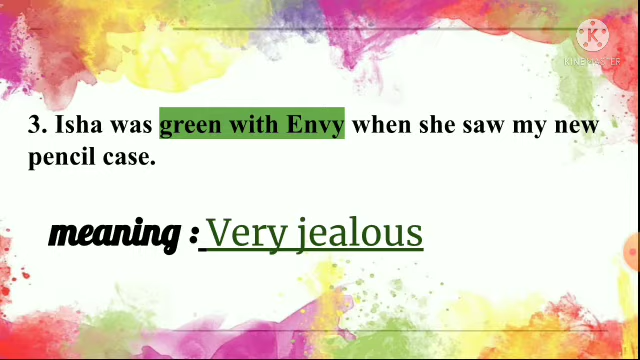 K
KINEMASTER
3. Isha was green with Envy when she saw my new
pencil case.
meaning : Very jealous